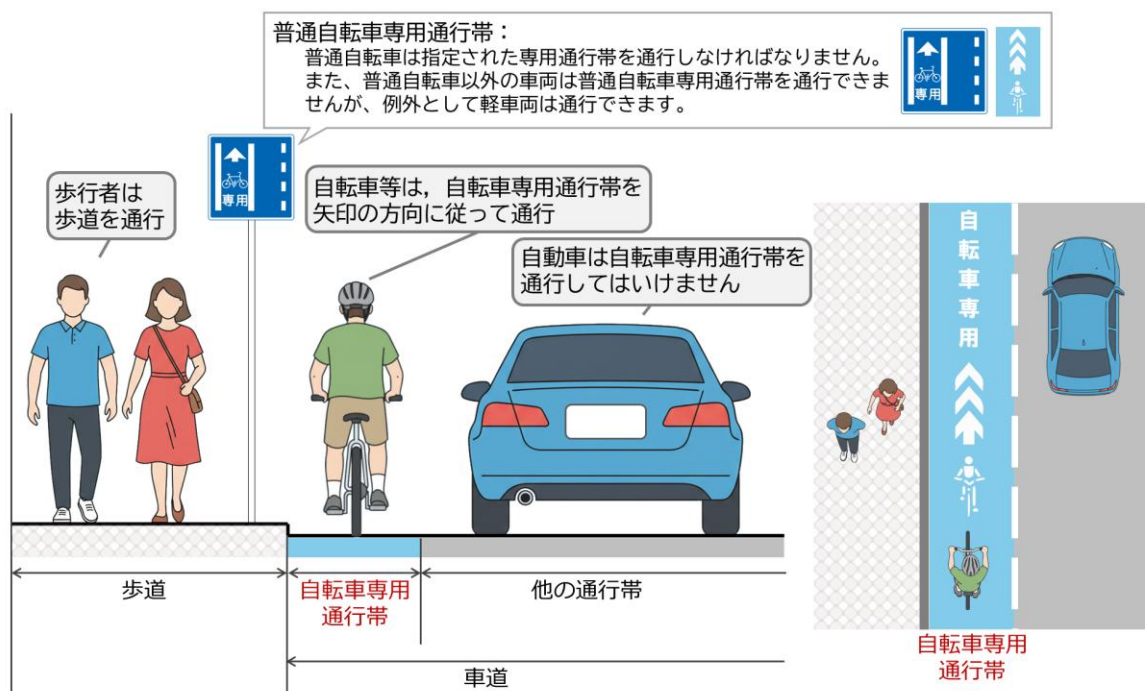 普通自転車専用通行帯：
普通自転車は指定された専用通行帯を通行しなければなりません。
また、普通自転車以外の車両は普通自転車専用通行帯を通行できま
せんが、例外として軽車両は通行できます。
専用
専用
歩行者は
歩道を通行
自転車等は，自転車専用通行帯を
矢印の方向に従って通行
自動車は自転車専用通行帯を
通行してはいけません
歩道
自転車専用
通行帯
他の通行帯
車道
自転車専用
自転車専用
通行帯